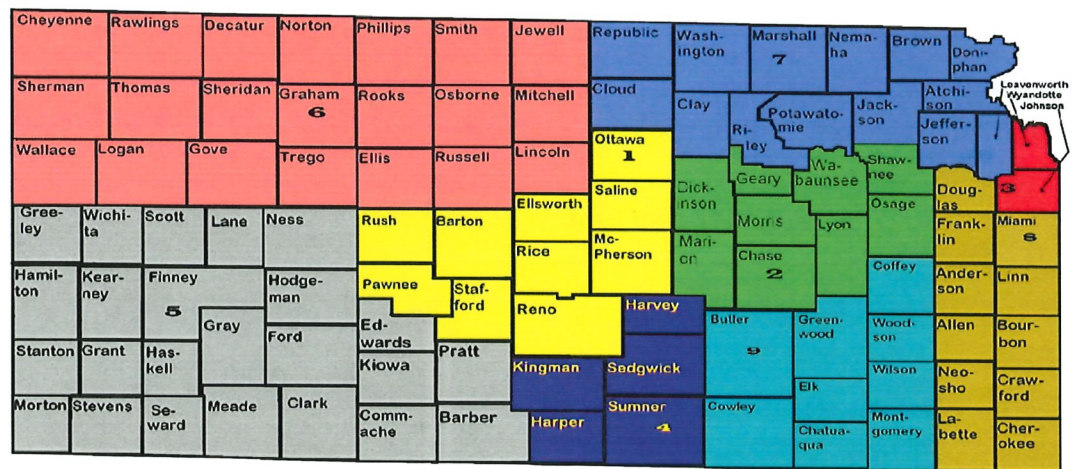 Cheyenne
Rawlings
Decatur
Norton
Phillips
Smith
Jewell
Republic
Wash-
ington
Marshall
7
Nema-
ha
Brown
Doni-
phan
Leavenworth
Wyardotte
Johnson
Sherman
Thomas
Sheridan
Graham
6
Rooks
Osborne
Mitchell
Cloud
Clay
Ri-
ley
Potawato-
mie
Jack-
son
Atchi-
son
Jeffer-
son
Wallace
Logan
Gove
Trego
Ellis
Russell
Lincoln
Ottawa
1
Saline
Dick-
inson
Geary
Wa-
baunsee
Shaw-
nee
Doug-
las
3
Gree-
ley
Wichi-
ta
Scott
Lane
Ness
Rush
Barton
Ellsworth
Rice
Mc-
Pherson
Mari-
on
Morris
Lyon
Osage
Frank-
lin
Miami
8
Hamil-
ton
Kear-
ney
Finney
5
Hodge-
man
Pawnee
Staf-
ford
Reno
Harvey
Chase
2
Coffey
Ander-
son
Linn
Gray
Ford
Ed-
wards
Butler
9
Green-
wood
Wood-
son
Allen
Bour-
bon
Stanton
Grant
Has-
kell
Kiowa
Pratt
Kingman
Sedgwick
Elk
Wilson
Neo-
sho
Craw-
ford
Morton
Stevens
Se-
ward
Meade
Clark
Comm-
ache
Barber
Harper
Sumner
4
Cowley
Chatua-
qua
Mont-
gomery
La-
bette
Cher-
okee